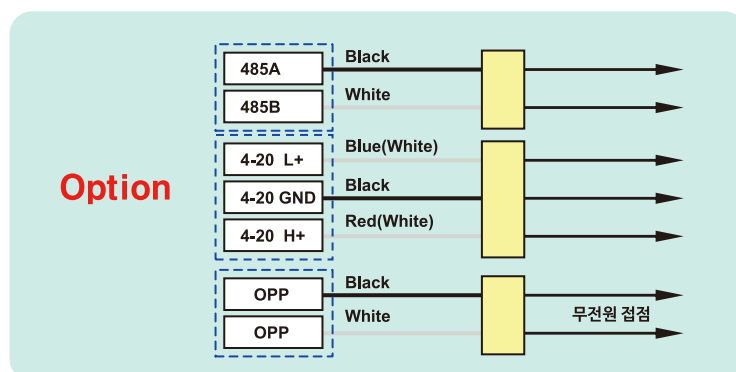 Black
485A
White
485B
Blue(White)
4-20 L+
Option
Black
4-20 GND
Red(White)
4-20 H+
Black
OPP
White
무전원 접점
OPP